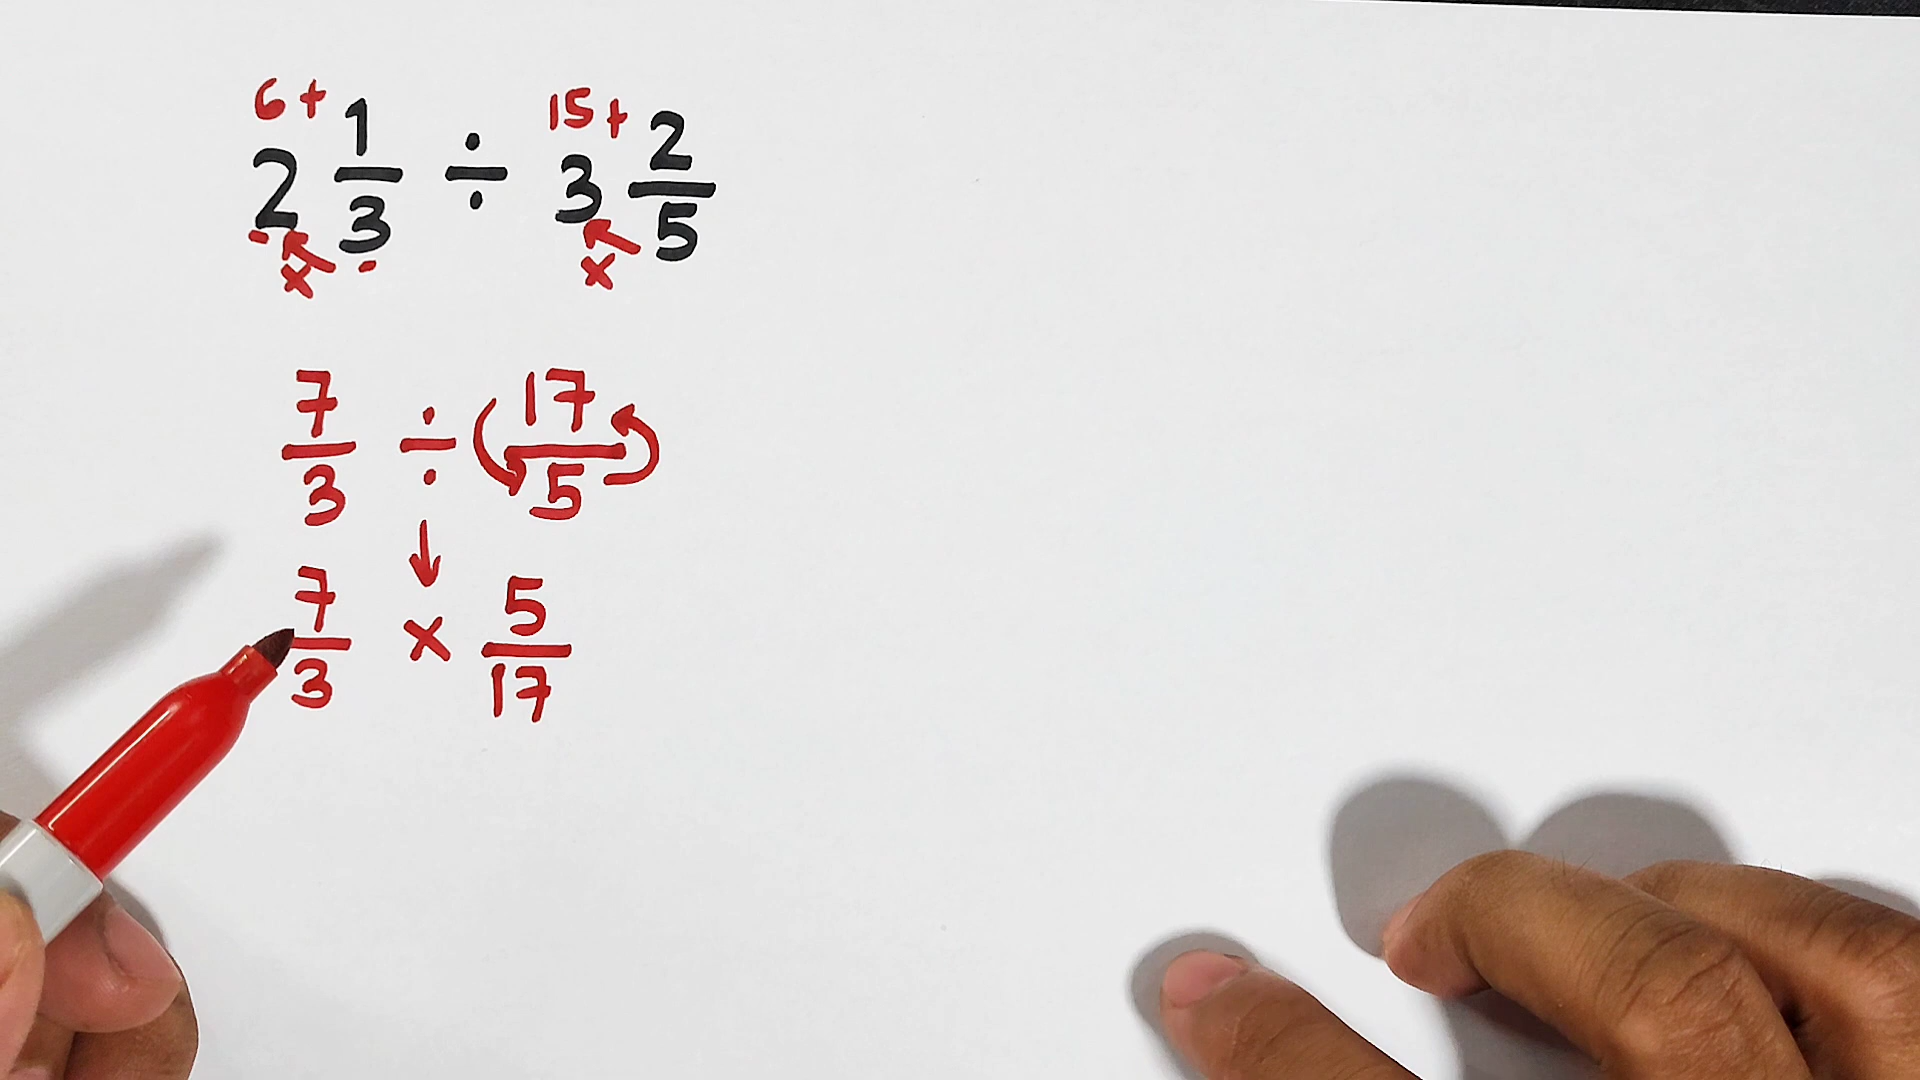 6+ 1 15+ 2
2 — ÷ 3 —
3 5
x x
7 17
— ÷ —
3 5
7 5
— x —
3 17